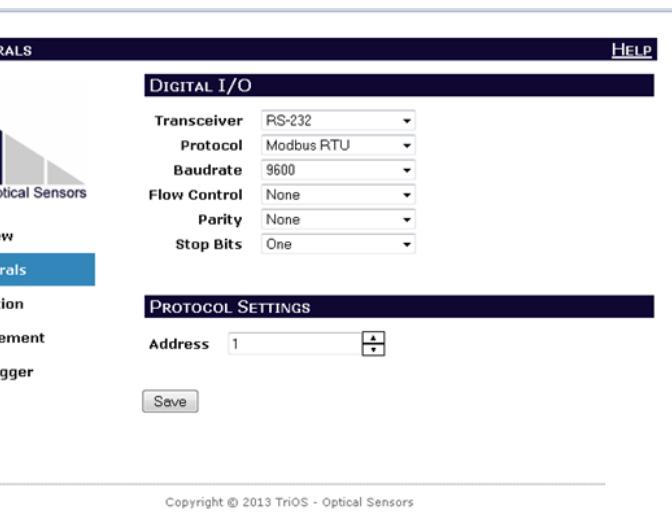 RALS HELP
DIGITAL I/O
Transceiver RS-232
Protocol Modbus RTU
Baudrate 9600
Flow Control None
Parity None
Stop Bits One
ptical Sensors
ew
rals
tion
ement
gger
PROTOCOL SETTINGS
Address 1
Save
Copyright © 2013 TriOS - Optical Sensors